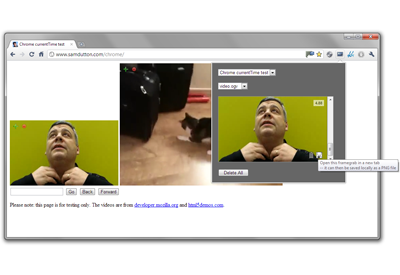 Chrome currentTime test
www.samdutton.com/chrome/
Chrome currentTime test
video ogv
4.00
Open this framegrab in a new tab,
it can then be saved locally as a PNG file
Delete All
Go Back Forward
Please note: this page is for testing only. The videos are from developer.mozilla.org and html5demos.com.